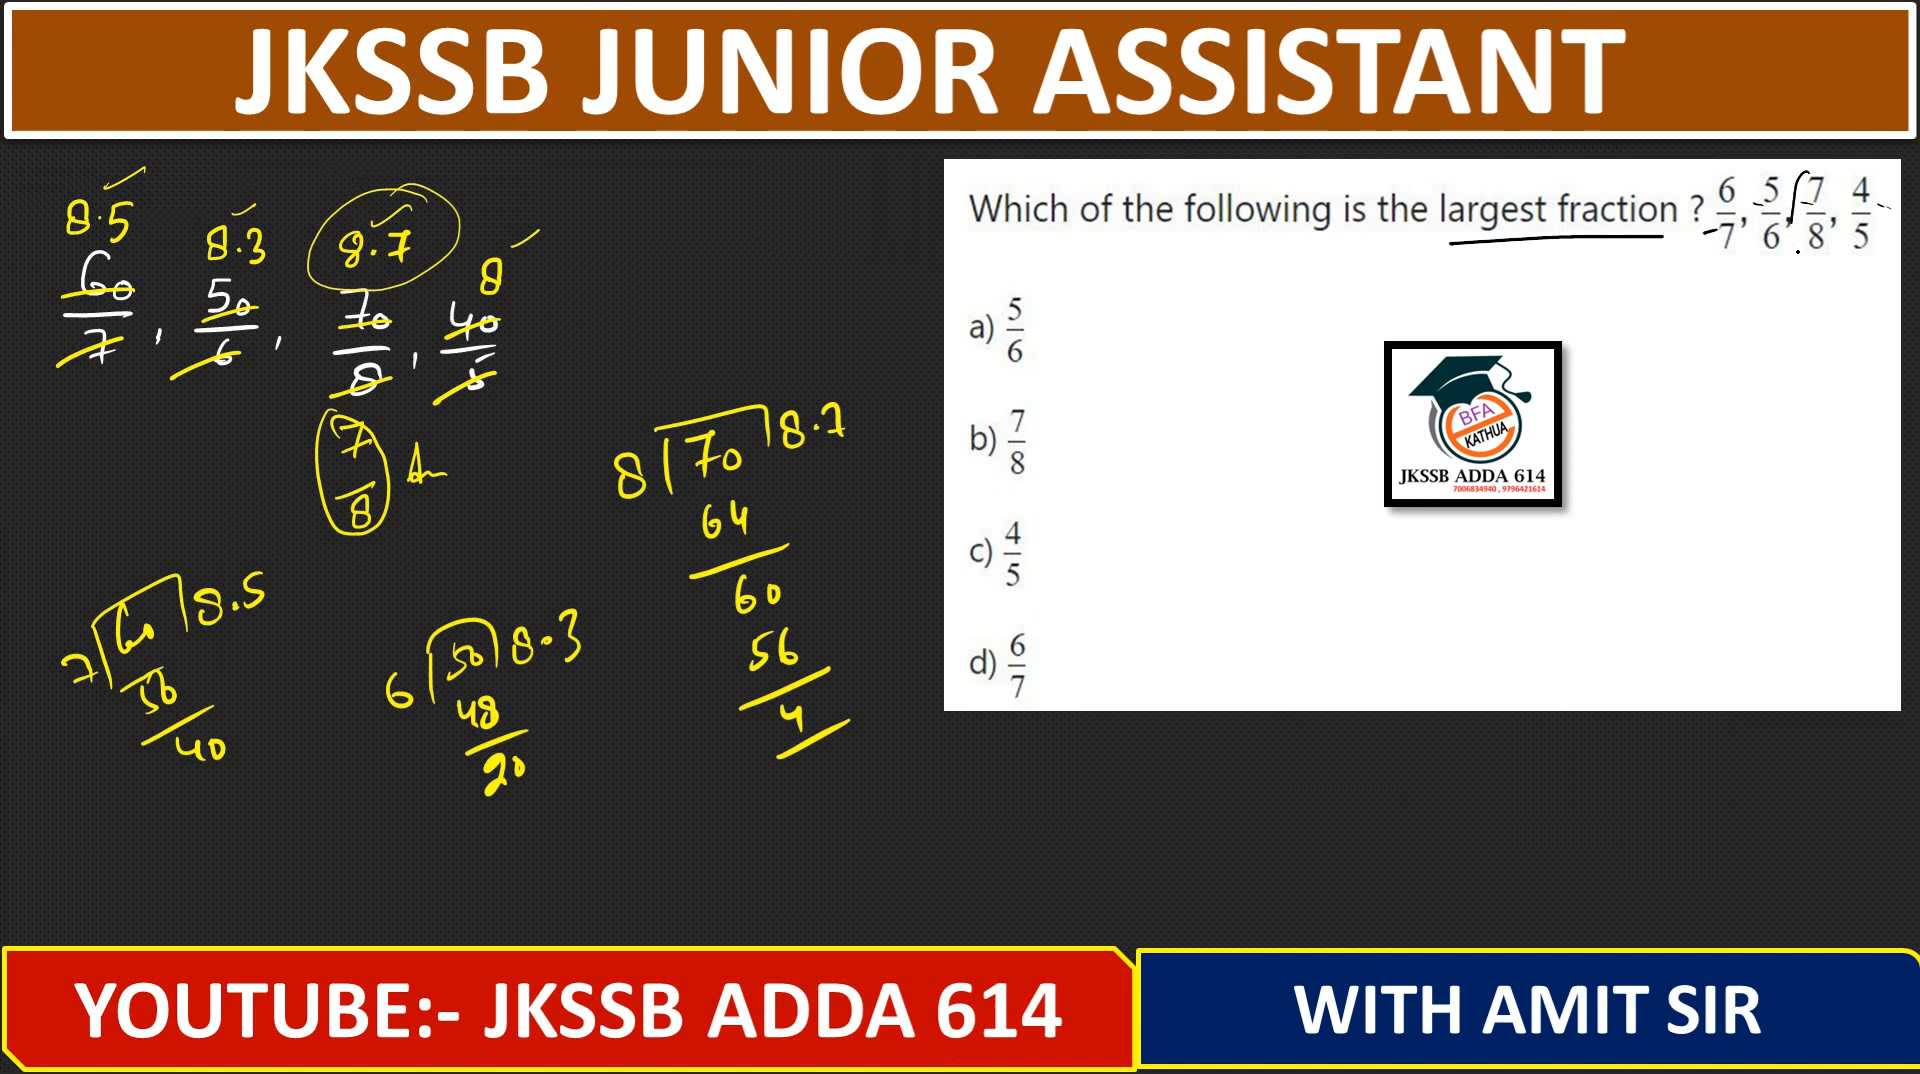 JKSSB JUNIOR ASSISTANT
8.5 8.3 8.7 8
60/7 , 50/6 , 70/8 , 40/5
7/8
8 70 8.7
64
60
56
4
7 60 8.5
56
40
6 50 8.3
48
20
Which of the following is the largest fraction ? 6/7, 5/6, 7/8, 4/5
a) 5/6
b) 7/8
c) 4/5
d) 6/7
BFA
KATHUA
JKSSB ADDA 614
7006834940 , 9796421614
YOUTUBE:- JKSSB ADDA 614
WITH AMIT SIR